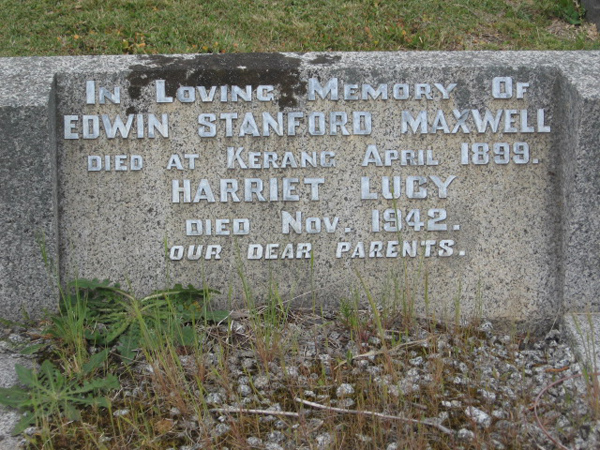 In Loving Memory Of
EDWIN STANFORD MAXWELL
DIED AT KERANG APRIL 1899.
HARRIET LUCY
DIED NOV. 1942.
OUR DEAR PARENTS.